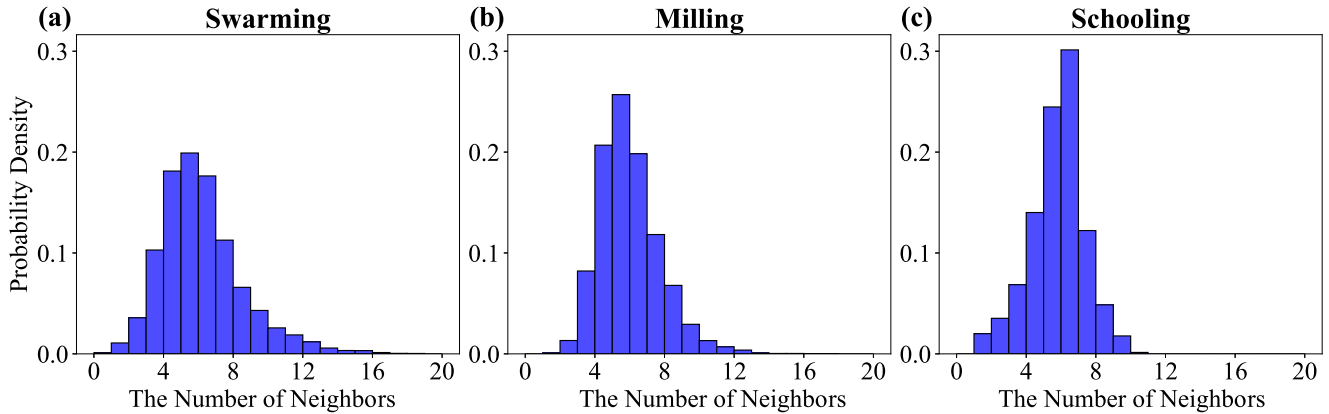 (a) Swarming
(b) Milling
(c) Schooling
Probability Density
0.3
0.2
0.1
0.0
0 4 8 12 16 20
The Number of Neighbors
0.3
0.2
0.1
0.0
0 4 8 12 16 20
The Number of Neighbors
0.3
0.2
0.1
0.0
0 4 8 12 16 20
The Number of Neighbors